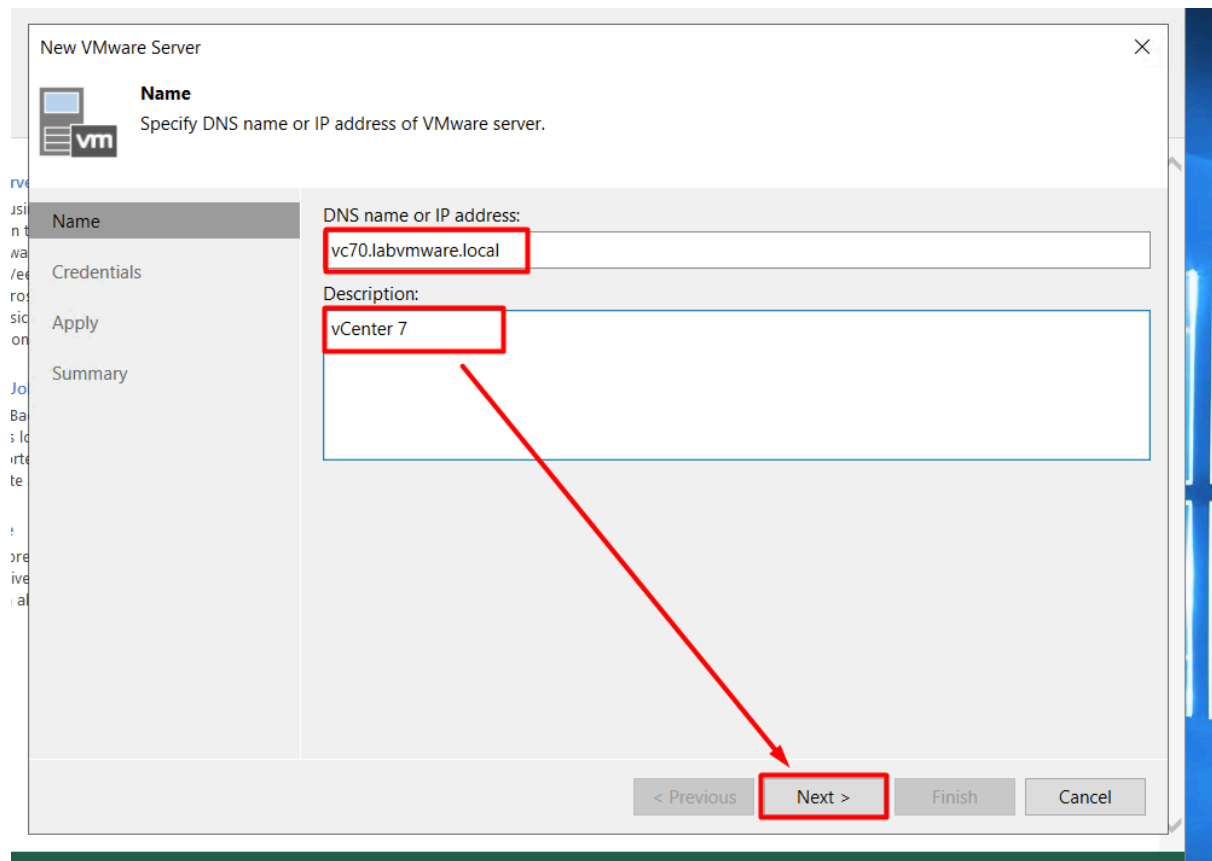 New VMware Server
Name
Specify DNS name or IP address of VMware server.
vm
Name
Credentials
Apply
Summary
DNS name or IP address:
vc70.labvmware.local
Description:
vCenter 7
< Previous
Next >
Finish
Cancel